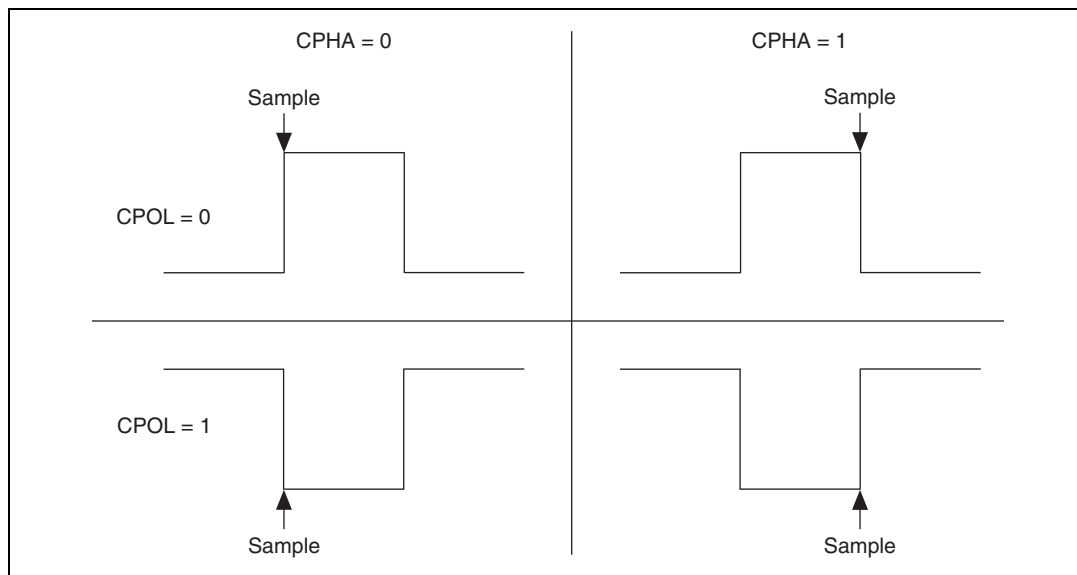 CPHA = 0
CPHA = 1
Sample
Sample
CPOL = 0
CPOL = 1
Sample
Sample